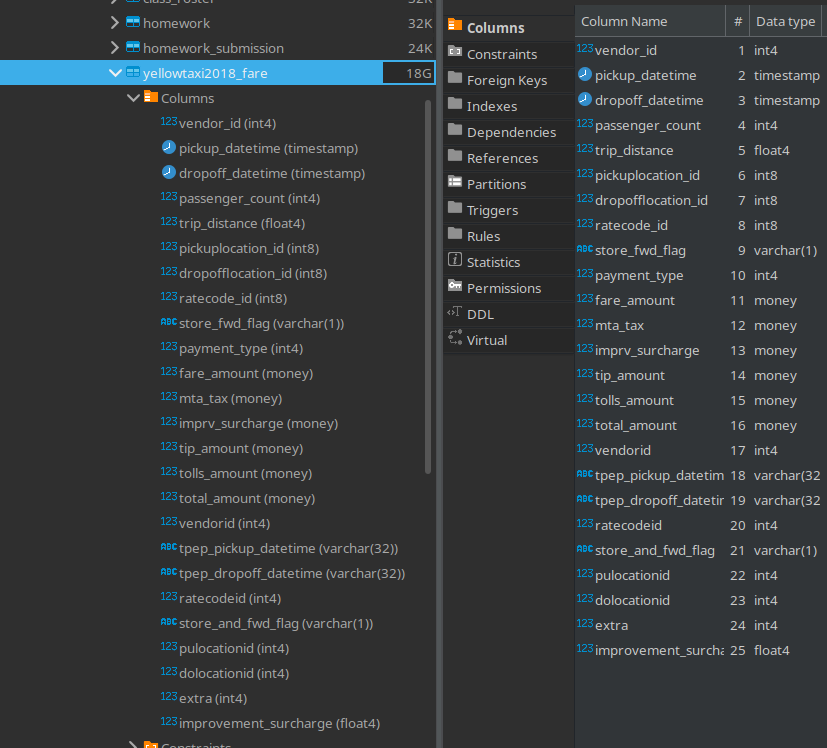 class_roster 32K
homework 32K
homework_submission 24K
yellowtaxi2018_fare 18G
Columns
123 vendor_id (int4)
pickup_datetime (timestamp)
dropoff_datetime (timestamp)
123 passenger_count (int4)
123 trip_distance (float4)
123 pickuplocation_id (int8)
123 dropofflocation_id (int8)
123 ratecode_id (int8)
ABC store_fwd_flag (varchar(1))
123 payment_type (int4)
123 fare_amount (money)
123 mta_tax (money)
123 imprv_surcharge (money)
123 tip_amount (money)
123 tolls_amount (money)
123 total_amount (money)
123 vendorid (int4)
ABC tpep_pickup_datetime (varchar(32))
ABC tpep_dropoff_datetime (varchar(32))
123 ratecodeid (int4)
ABC store_and_fwd_flag (varchar(1))
123 pulocationid (int4)
123 dolocationid (int4)
123 extra (int4)
123 improvement_surcharge (float4)
Constraints
Columns
Constraints
Foreign Keys
Indexes
Dependencies
References
Partitions
Triggers
Rules
Statistics
Permissions
DDL
Virtual
Column Name # Data type
123 vendor_id 1 int4
pickup_datetime 2 timestamp
dropoff_datetime 3 timestamp
123 passenger_count 4 int4
123 trip_distance 5 float4
123 pickuplocation_id 6 int8
123 dropofflocation_id 7 int8
123 ratecode_id 8 int8
ABC store_fwd_flag 9 varchar(1)
123 payment_type 10 int4
123 fare_amount 11 money
123 mta_tax 12 money
123 imprv_surcharge 13 money
123 tip_amount 14 money
123 tolls_amount 15 money
123 total_amount 16 money
123 vendorid 17 int4
ABC tpep_pickup_datetim 18 varchar(32
ABC tpep_dropoff_datetir 19 varchar(32
123 ratecodeid 20 int4
ABC store_and_fwd_flag 21 varchar(1)
123 pulocationid 22 int4
123 dolocationid 23 int4
123 extra 24 int4
123 improvement_surcha 25 float4